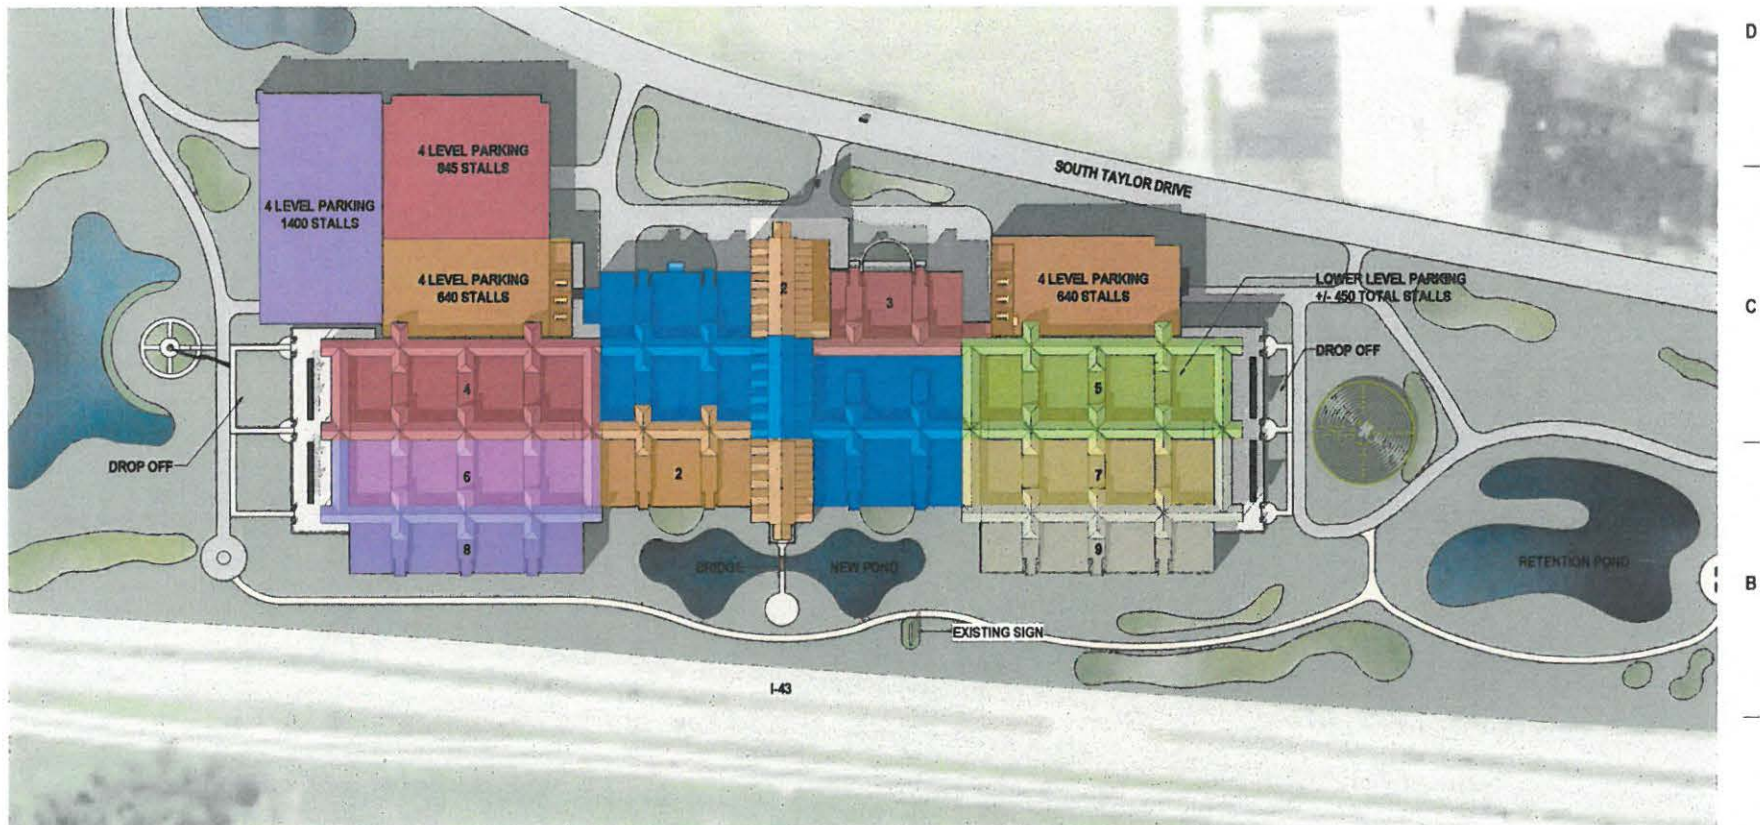 D
4 LEVEL PARKING
845 STALLS
SOUTH TAYLOR DRIVE
4 LEVEL PARKING
1400 STALLS
4 LEVEL PARKING
640 STALLS
2
3
4 LEVEL PARKING
640 STALLS
LOWER LEVEL PARKING
+/- 450 TOTAL STALLS
C
DROP OFF
4
5
DROP OFF
6
2
7
8
9
BRIDGE
NEW POND
RETENTION POND
B
EXISTING SIGN
I-43